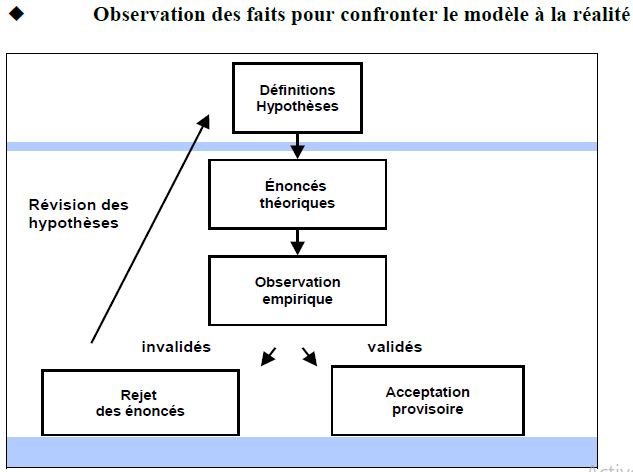 ◆ Observation des faits pour confronter le modèle à la réalité
Définitions
Hypothèses
Énoncés
théoriques
Révision des
hypothèses
Observation
empirique
invalidés
validés
Rejet
des énoncés
Acceptation
provisoire